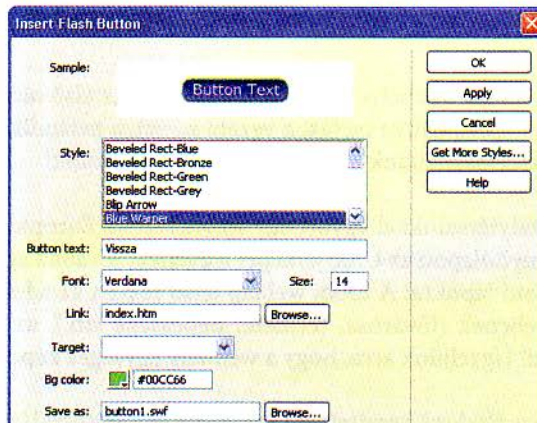 Insert Flash Button
Sample:
Button Text
Style:
Beveled Rect-Blue
Beveled Rect-Bronze
Beveled Rect-Green
Beveled Rect-Grey
Blip Arrow
Blue Warper
Button text: Vissza
Font: Verdana Size: 14
Link: index.htm Browse...
Target:
Bg color: #00CC66
Save as: button1.swf Browse...
OK
Apply
Cancel
Get More Styles...
Help